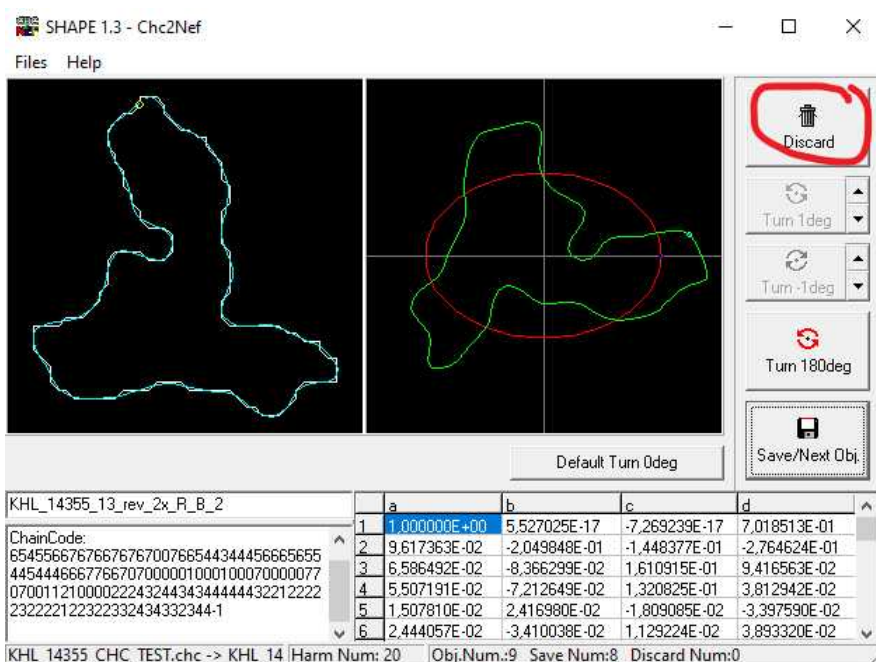 SHAPE 1.3 - Chc2Nef
Files Help
Discard
Turn 1deg
Turn -1deg
Turn 180deg
Save/Next Obj.
Default Turn 0deg
KHL_14355_13_rev_2x_R_B_2
ChainCode:
654556676766767670076654434445666565
445444666776670700000100010007000007
070011210000222432443434444443221222
2322221223223324343323 44-1
a b c d
1 1,000000E+00 5,527025E-17 -7,269239E-17 7,018513E-01
2 9,617363E-02 -2,049848E-01 -1,448377E-01 -2,764624E-01
3 6,586492E-02 -8,366299E-02 1,610915E-01 9,416563E-02
4 5,507191E-02 -7,212649E-02 1,320825E-01 3,812942E-02
5 1,507810E-02 2,416980E-02 -1,809085E-02 -3,397590E-02
6 2,444057E-02 -3,410038E-02 1,129224E-02 3,893320E-02
KHL_14355_CHC_TEST.chc -> KHL_14 Harm Num: 20 Obj.Num.:9 Save Num:8 Discard Num:0